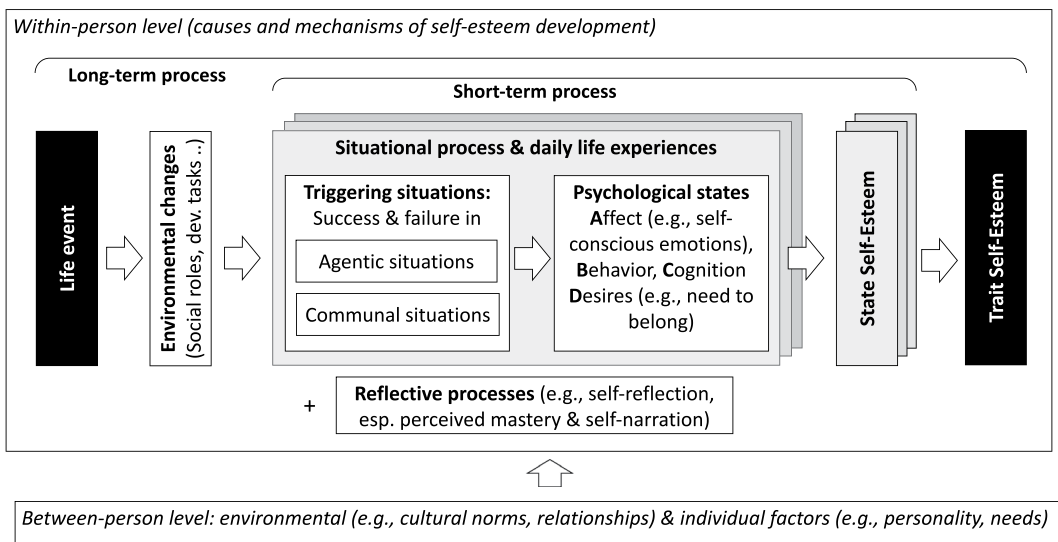 Within-person level (causes and mechanisms of self-esteem development)
Long-term process
Short-term process
Life event
Environmental changes
(Social roles, dev. tasks ..)
Situational process & daily life experiences
Triggering situations:
Success & failure in
Agentic situations
Communal situations
Psychological states
Affect (e.g., self-
conscious emotions),
Behavior, Cognition
Desires (e.g., need to
belong)
State Self-Esteem
Trait Self-Esteem
+
Reflective processes (e.g., self-reflection,
esp. perceived mastery & self-narration)
Between-person level: environmental (e.g., cultural norms, relationships) & individual factors (e.g., personality, needs)